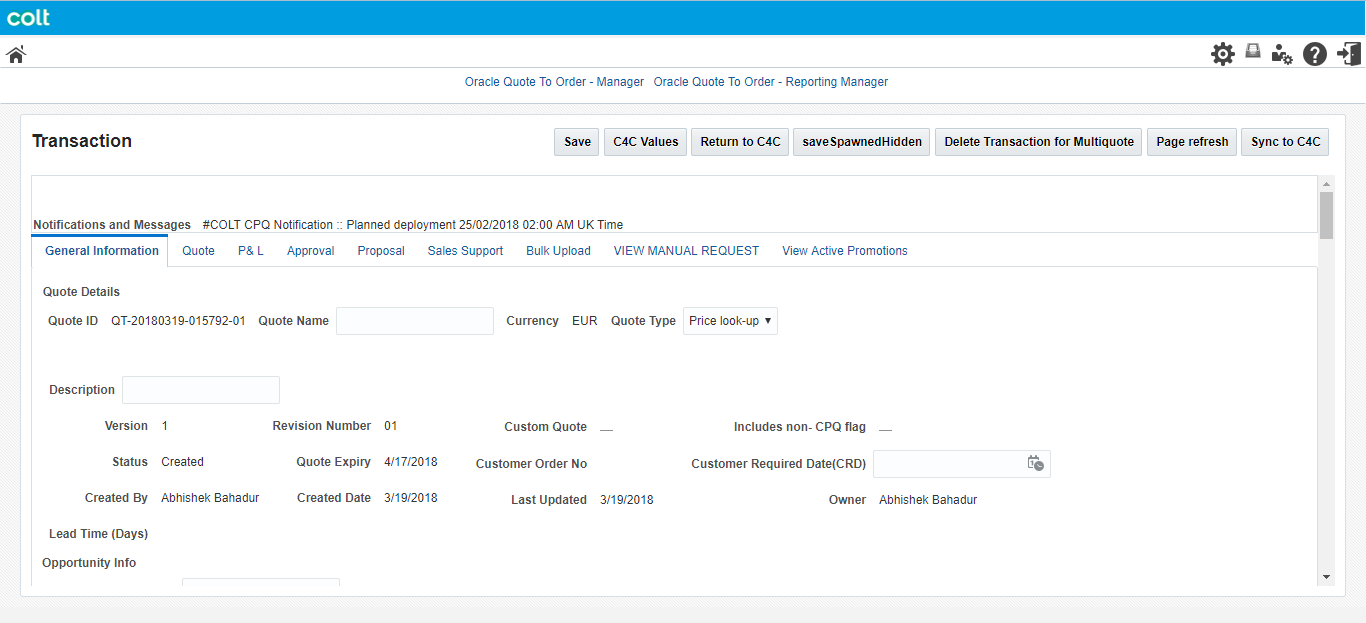 colt
Oracle Quote To Order - Manager Oracle Quote To Order - Reporting Manager
Transaction Save C4C Values Return to C4C saveSpawnedHidden Delete Transaction for Multiquote Page refresh Sync to C4C
Notifications and Messages #COLT CPQ Notification :: Planned deployment 25/02/2018 02:00 AM UK Time
General Information Quote P& L Approval Proposal Sales Support Bulk Upload VIEW MANUAL REQUEST View Active Promotions
Quote Details
Quote ID QT-20180319-015792-01 Quote Name Currency EUR Quote Type Price look-up
Description
Version 1 Revision Number 01 Custom Quote Includes non- CPQ flag
Status Created Quote Expiry 4/17/2018 Customer Order No Customer Required Date(CRD)
Created By Abhishek Bahadur Created Date 3/19/2018 Last Updated 3/19/2018 Owner Abhishek Bahadur
Lead Time (Days)
Opportunity Info